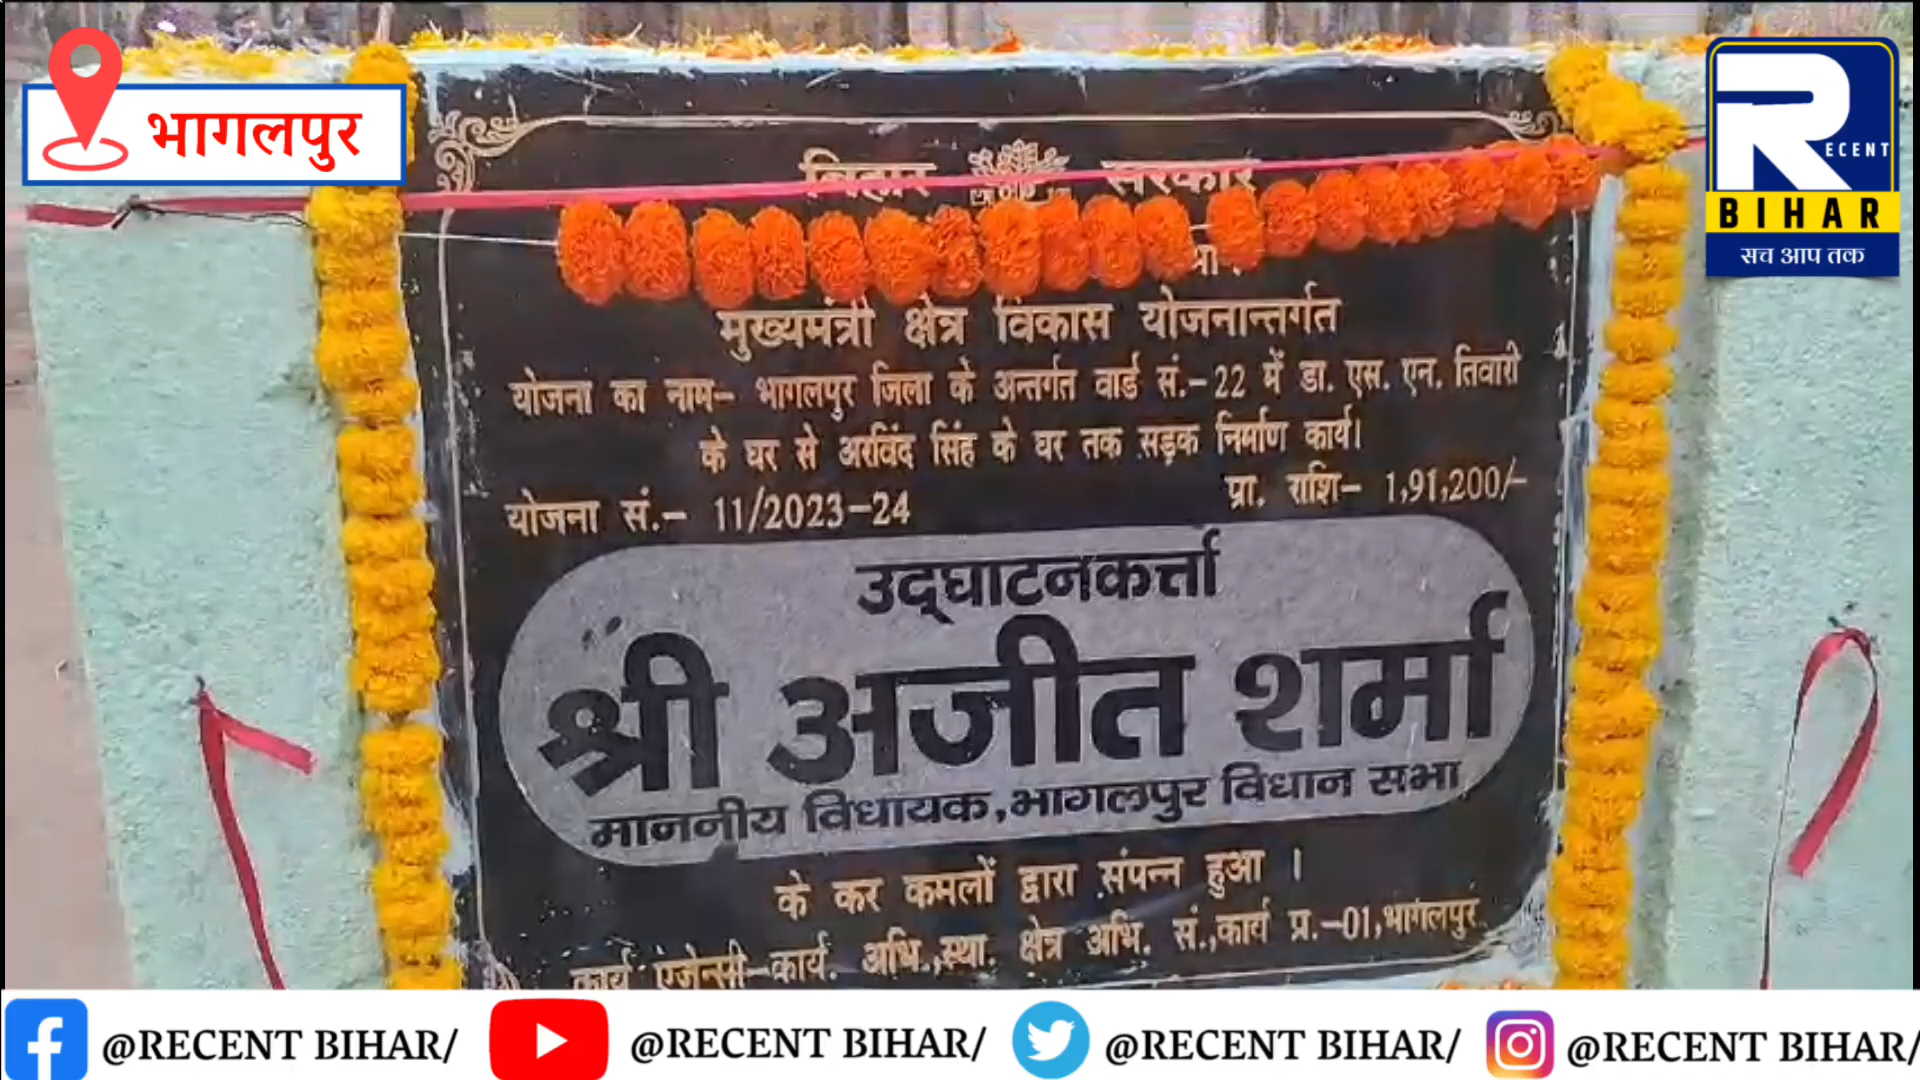 भागलपुर
RECENT
BIHAR
सच आप तक
बिहार सरकार
मुख्यमंत्री क्षेत्र विकास योजनान्तर्गत
योजना का नाम- भागलपुर जिला के अन्तर्गत वार्ड सं.-22 में डा. एस. एन. तिवारी
के घर से अरविंद सिंह के घर तक सड़क निर्माण कार्य।
योजना सं.- 11/2023-24 प्रा. राशि- 1,91,200/-
उद्घाटनकर्त्ता
श्री अजीत शर्मा
माननीय विधायक, भागलपुर विधान सभा
के कर कमलों द्वारा संपन्न हुआ ।
कार्य एजेन्सी-कार्य. अभि.,स्था. क्षेत्र अभि. सं.,कार्य प्र.-01,भागलपुर
@RECENT BIHAR/ @RECENT BIHAR/ @RECENT BIHAR/ @RECENT BIHAR/